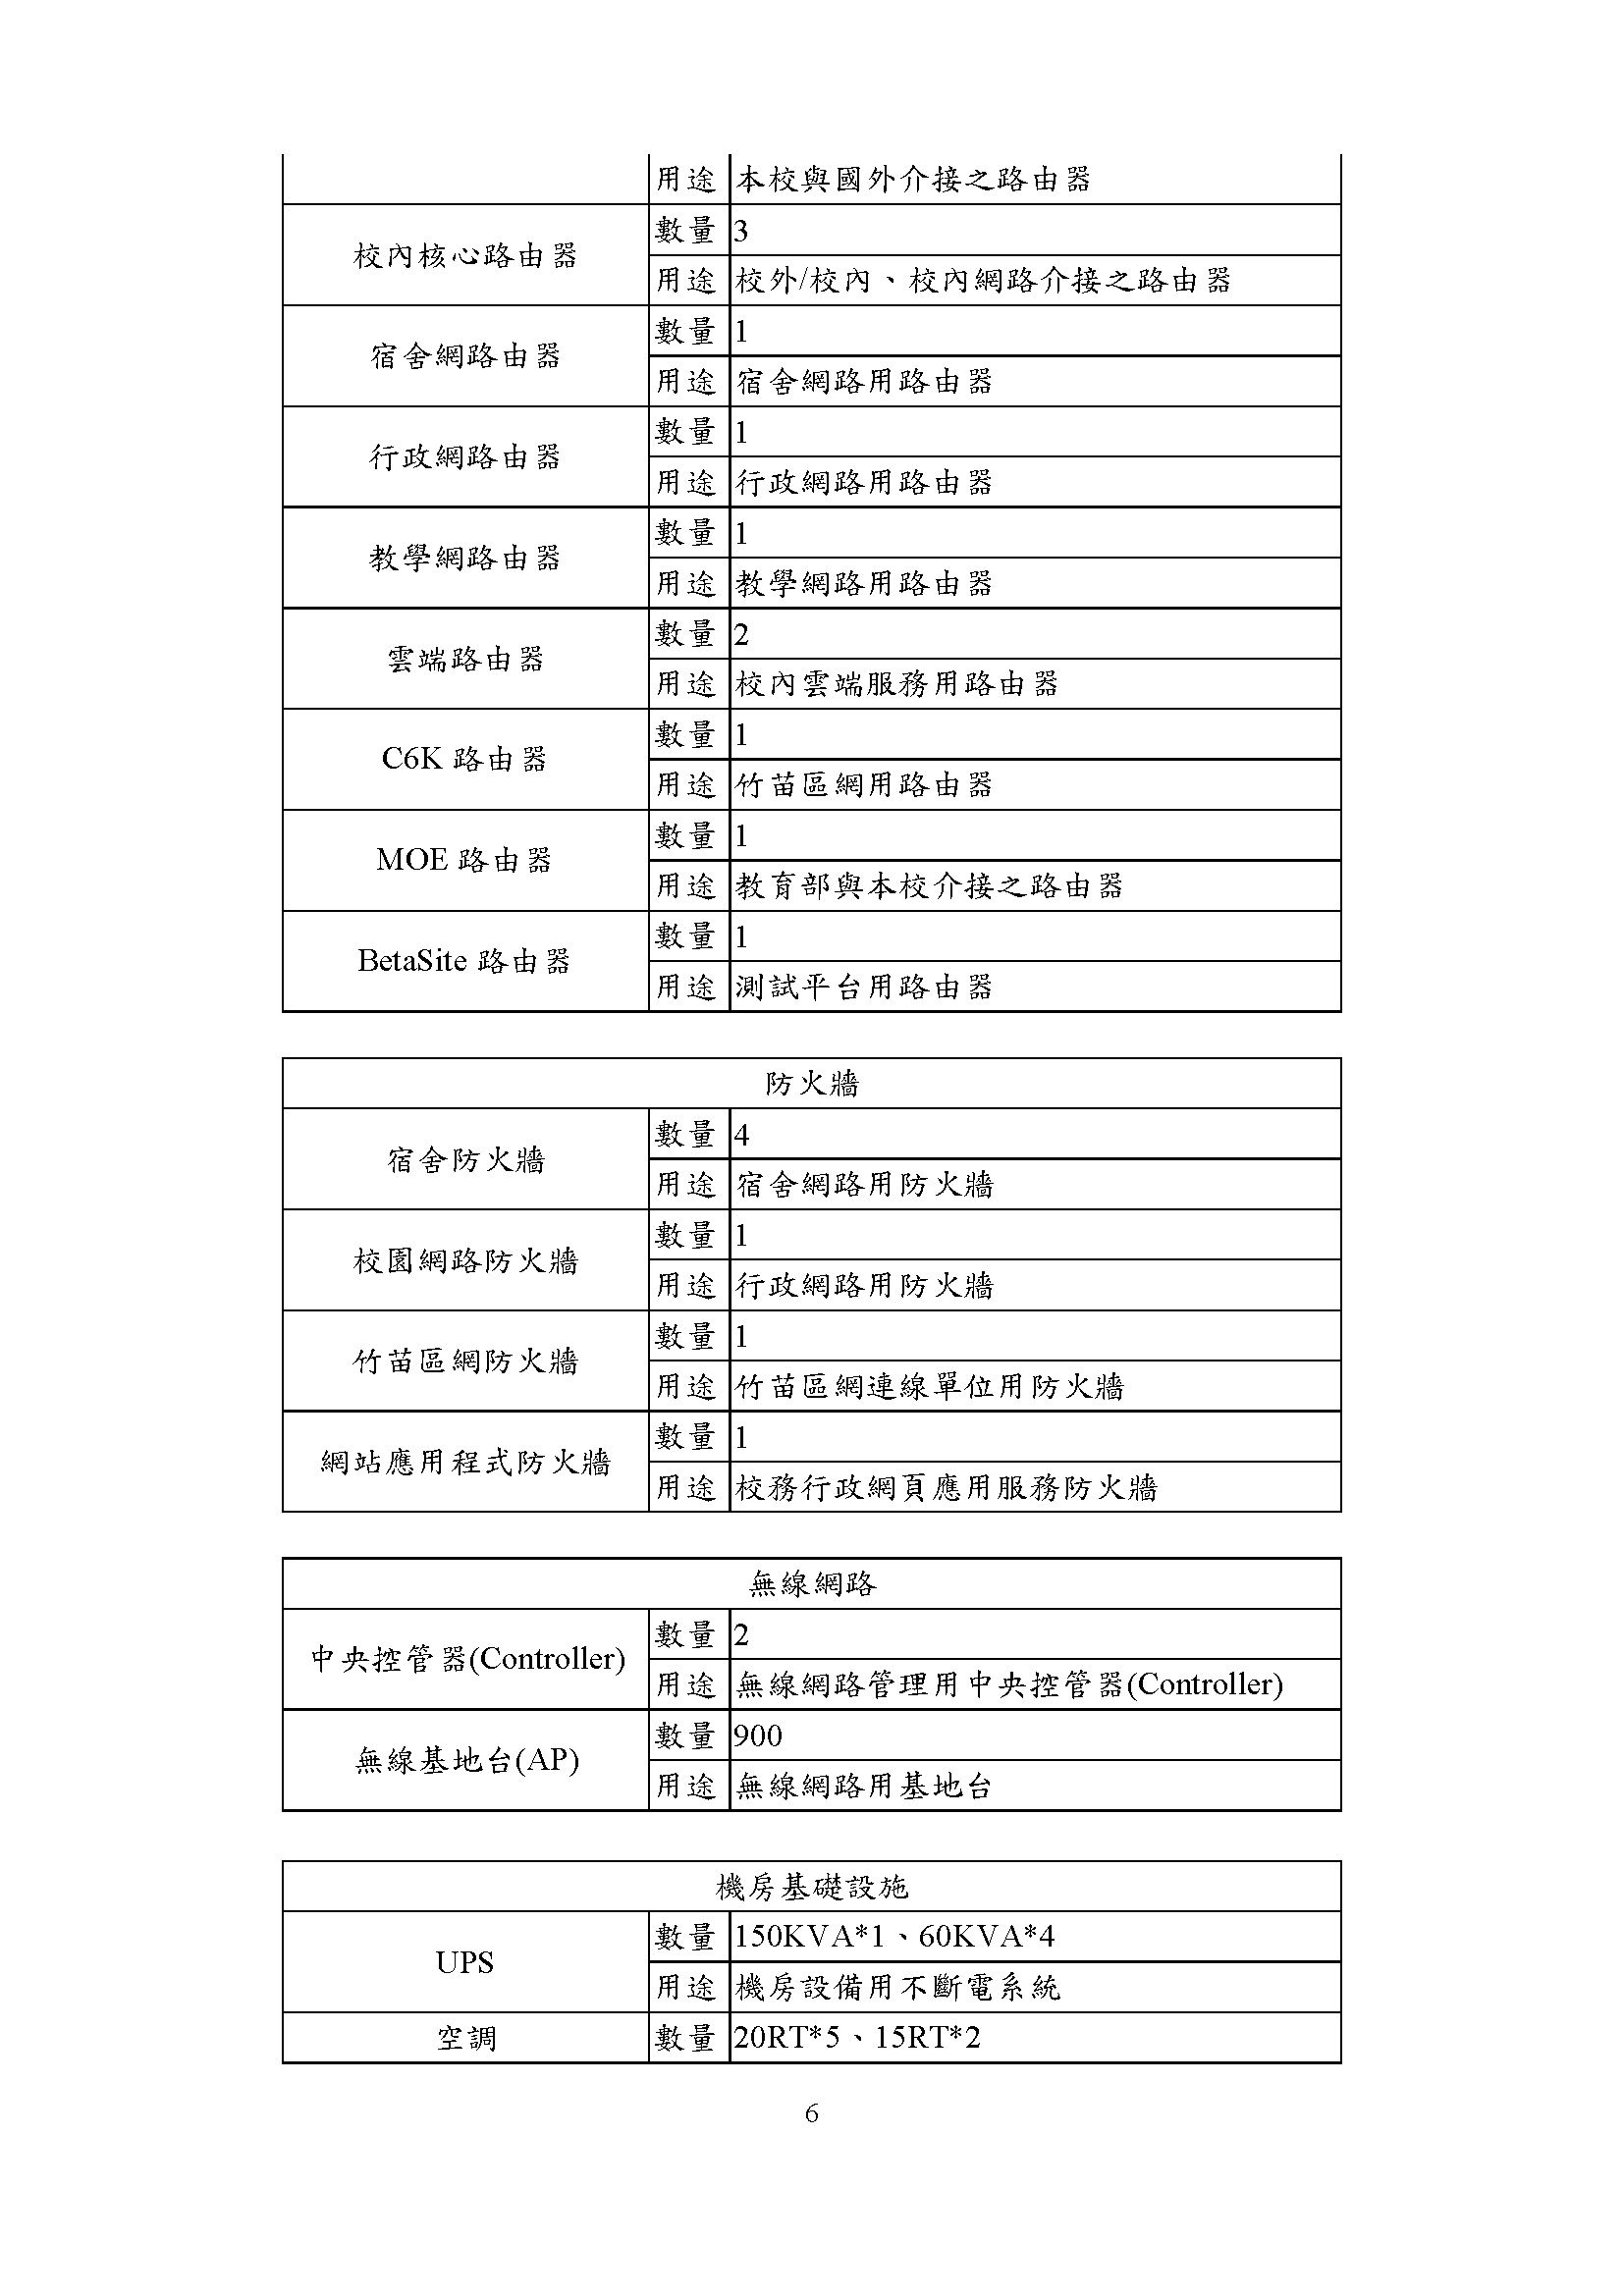 用途 本校與國外介接之路由器
校內核心路由器 數量 3
用途 校外/校內、校內網路介接之路由器
宿舍網路由器 數量 1
用途 宿舍網路用路由器
行政網路由器 數量 1
用途 行政網路用路由器
教學網路由器 數量 1
用途 教學網路用路由器
雲端路由器 數量 2
用途 校內雲端服務用路由器
C6K 路由器 數量 1
用途 竹苗區網用路由器
MOE 路由器 數量 1
用途 教育部與本校介接之路由器
BetaSite 路由器 數量 1
用途 測試平台用路由器
防火牆
宿舍防火牆 數量 4
用途 宿舍網路用防火牆
校園網路防火牆 數量 1
用途 行政網路用防火牆
竹苗區網防火牆 數量 1
用途 竹苗區網連線單位用防火牆
網站應用程式防火牆 數量 1
用途 校務行政網頁應用服務防火牆
無線網路
中央控管器(Controller) 數量 2
用途 無線網路管理用中央控管器(Controller)
無線基地台(AP) 數量 900
用途 無線網路用基地台
機房基礎設施
UPS 數量 150KVA*1、60KVA*4
用途 機房設備用不斷電系統
空調 數量 20RT*5、15RT*2
6